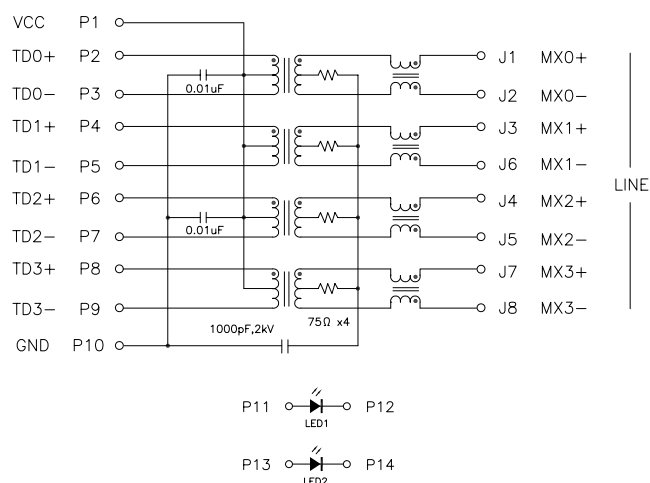 VCC P1
TD0+ P2 J1 MX0+
0.01uF
TD0− P3 J2 MX0−
TD1+ P4 J3 MX1+
TD1− P5 J6 MX1−
LINE
TD2+ P6 J4 MX2+
0.01uF
TD2− P7 J5 MX2−
TD3+ P8 J7 MX3+
TD3− P9 J8 MX3−
1000pF,2kV 75Ω x4
GND P10
P11 P12
LED1
P13 P14
LED2